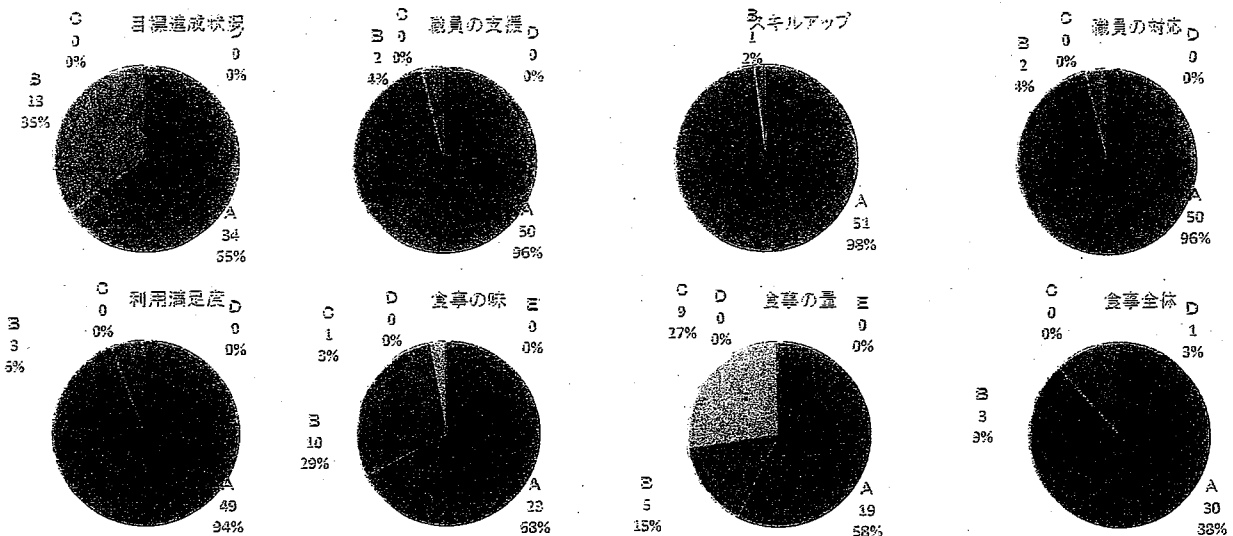 目標達成状況
C
0
0%
D
0
0%
B
13
35%
A
34
65%
職員の支援
B
2
4%
C
0
0%
D
0
0%
A
50
96%
スキルアップ
B
1
2%
A
51
98%
職員の対応
B
2
4%
C
0
0%
D
0
0%
A
50
96%
利用満足度
B
3
6%
C
0
0%
D
0
0%
A
49
94%
食事の味
C
1
3%
D
0
0%
E
0
0%
B
10
29%
A
23
68%
食事の量
C
9
27%
D
0
0%
E
0
0%
B
5
15%
A
19
58%
食事全体
C
0
0%
D
1
3%
B
3
9%
A
30
88%